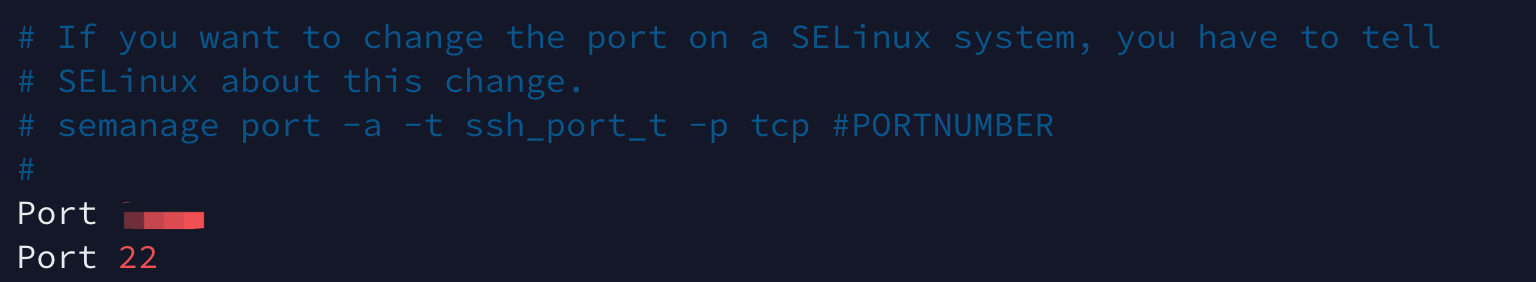 # If you want to change the port on a SELinux system, you have to tell
# SELinux about this change.
# semanage port -a -t ssh_port_t -p tcp #PORTNUMBER
#
Port
Port 22